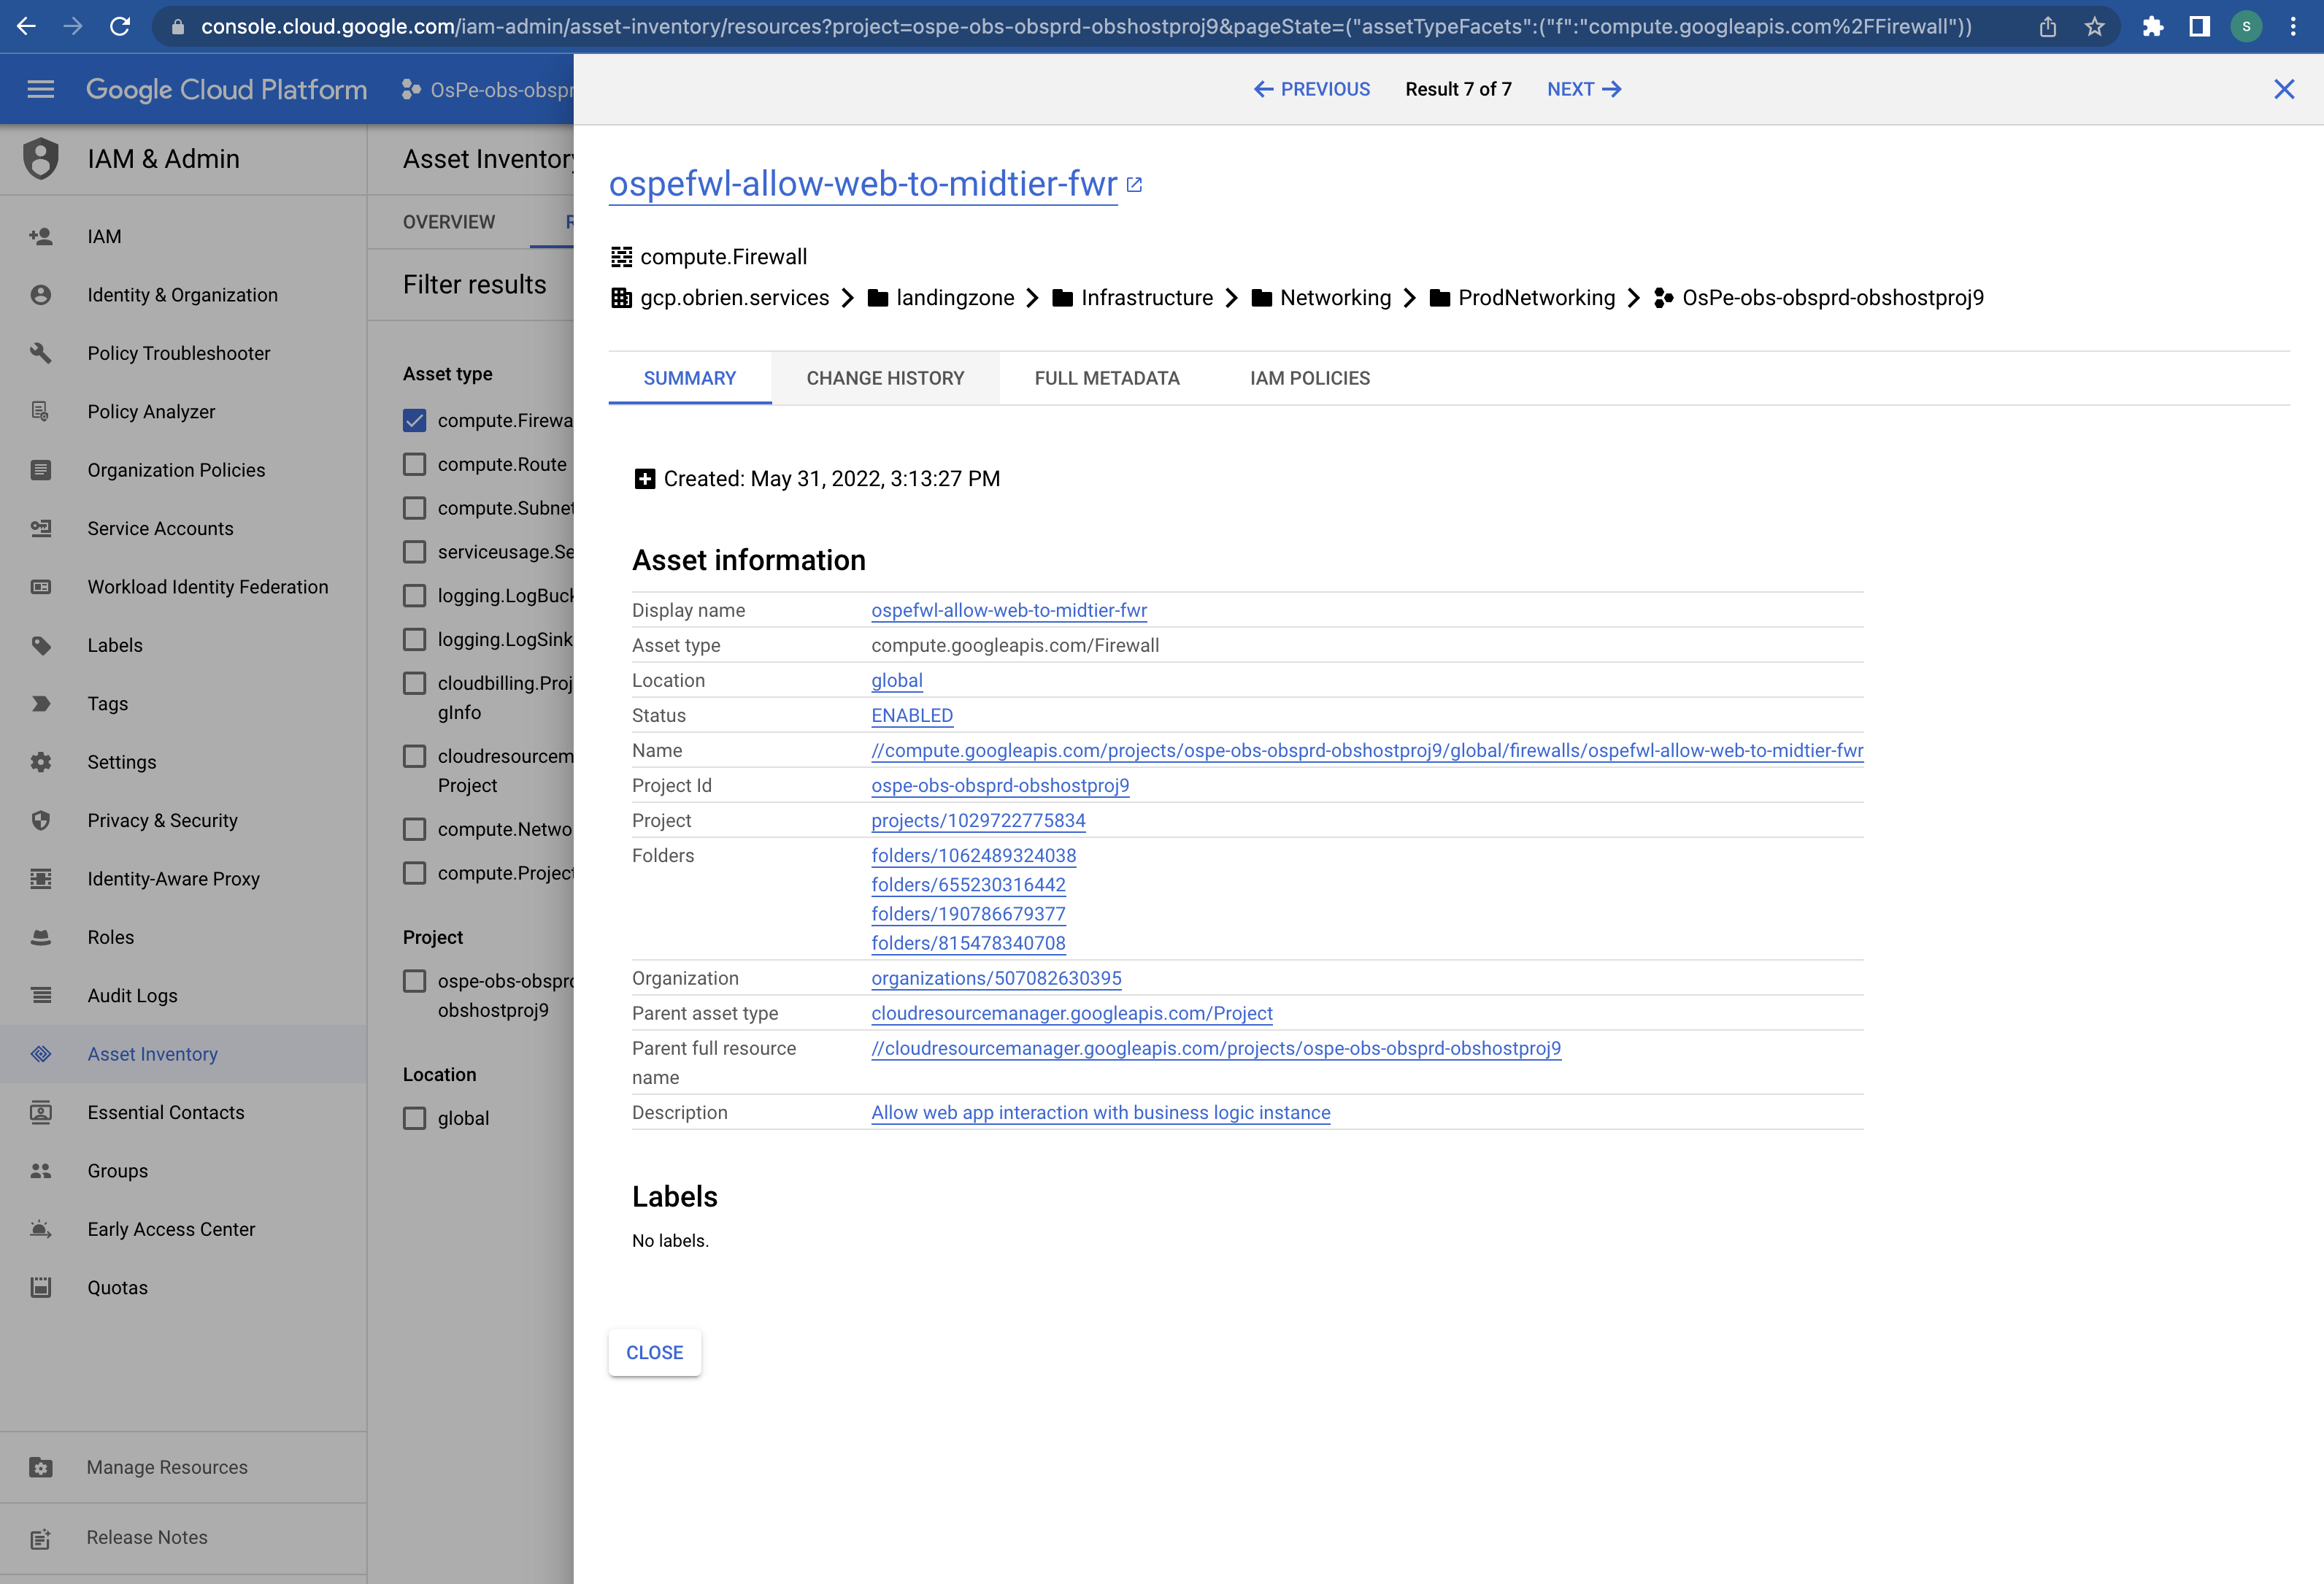 console.cloud.google.com/iam-admin/asset-inventory/resources?project=ospe-obs-obsprd-obshostproj9&pageState=("assetTypeFacets":("f":"compute.googleapis.com%2FFirewall"))
S
Google Cloud Platform
OsPe-obs-obspr
PREVIOUS
Result 7 of 7
NEXT
IAM & Admin
IAM
Identity & Organization
Policy Troubleshooter
Policy Analyzer
Organization Policies
Service Accounts
Workload Identity Federation
Labels
Tags
Settings
Privacy & Security
Identity-Aware Proxy
Roles
Audit Logs
Asset Inventory
Essential Contacts
Groups
Early Access Center
Quotas
Manage Resources
Release Notes
Asset Inventory
OVERVIEW
R
Filter results
Asset type
compute.Firewa
compute.Route
compute.Subnet
serviceusage.Se
logging.LogBuck
logging.LogSink
cloudbilling.Proj
gInfo
cloudresourcem
Project
compute.Netwo
compute.Project
Project
ospe-obs-obsprd
obshostproj9
Location
global
ospefwl-allow-web-to-midtier-fwr
compute.Firewall
gcp.obrien.services > landingzone > Infrastructure > Networking > ProdNetworking > OsPe-obs-obsprd-obshostproj9
SUMMARY
CHANGE HISTORY
FULL METADATA
IAM POLICIES
Created: May 31, 2022, 3:13:27 PM
Asset information
Display name ospefwl-allow-web-to-midtier-fwr
Asset type compute.googleapis.com/Firewall
Location global
Status ENABLED
Name //compute.googleapis.com/projects/ospe-obs-obsprd-obshostproj9/global/firewalls/ospefwl-allow-web-to-midtier-fwr
Project Id ospe-obs-obsprd-obshostproj9
Project projects/1029722775834
Folders folders/1062489324038
folders/655230316442
folders/190786679377
folders/815478340708
Organization organizations/507082630395
Parent asset type cloudresourcemanager.googleapis.com/Project
Parent full resource //cloudresourcemanager.googleapis.com/projects/ospe-obs-obsprd-obshostproj9
name
Description Allow web app interaction with business logic instance
Labels
No labels.
CLOSE